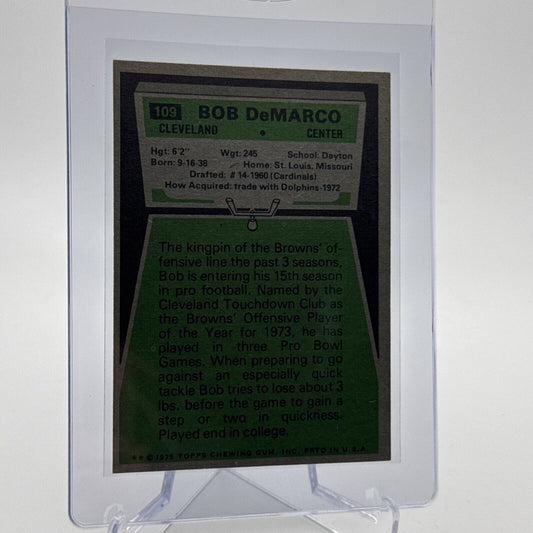 109 BOB DeMARCO
CLEVELAND • CENTER
Hgt: 6'2" Wgt: 245 School: Dayton
Born: 9-16-38 Home: St. Louis, Missouri
Drafted: #14-1960 (Cardinals)
How Acquired: trade with Dolphins-1972
The kingpin of the Browns' of-
fensive line the past 3 seasons,
Bob is entering his 15th season
in pro football. Named by the
Cleveland Touchdown Club as
the Browns' Offensive Player
of the Year for 1973, he has
played in three Pro Bowl
Games. When preparing to go
against an especially quick
tackle Bob tries to lose about 3
lbs. before the game to gain a
step or two in quickness.
Played end in college.
** © 1975 TOPPS CHEWING GUM, INC. PRTD IN U.S.A.